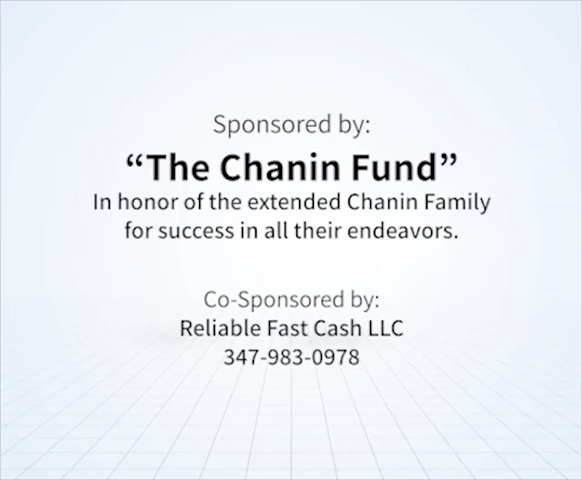 Sponsored by:
“The Chanin Fund”
In honor of the extended Chanin Family
for success in all their endeavors.
Co-Sponsored by:
Reliable Fast Cash LLC
347-983-0978